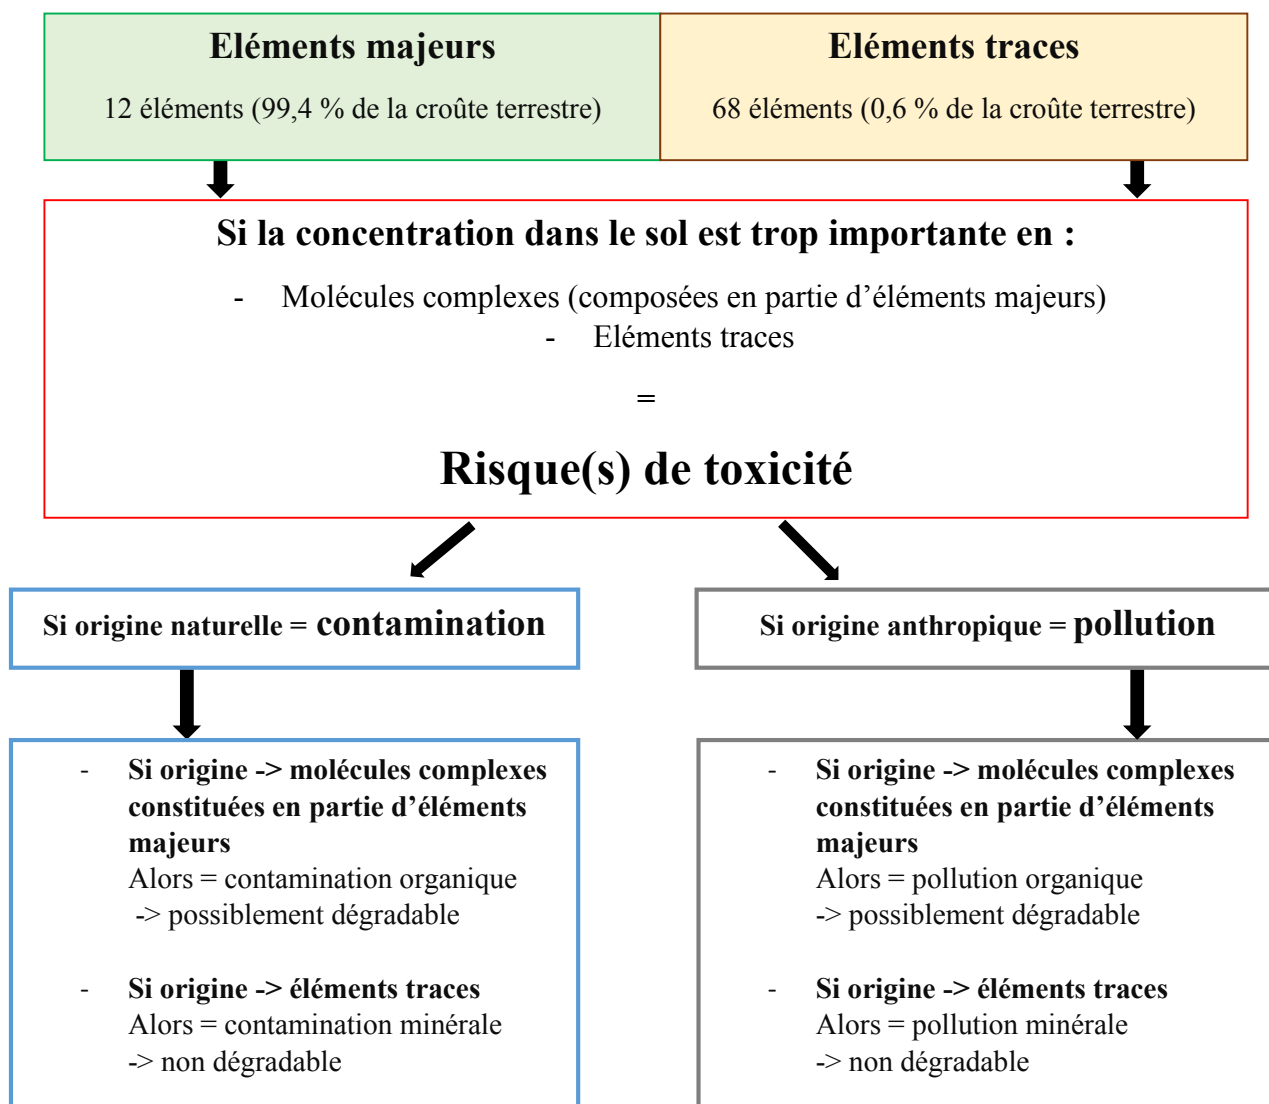 Eléments majeurs
12 éléments (99,4 % de la croûte terrestre)
Eléments traces
68 éléments (0,6 % de la croûte terrestre)
Si la concentration dans le sol est trop importante en :
- Molécules complexes (composées en partie d’éléments majeurs)
- Eléments traces
=
Risque(s) de toxicité
Si origine naturelle = contamination
Si origine anthropique = pollution
- Si origine -> molécules complexes
constituées en partie d’éléments
majeurs
Alors = contamination organique
-> possiblement dégradable
- Si origine -> éléments traces
Alors = contamination minérale
-> non dégradable
- Si origine -> molécules complexes
constituées en partie d’éléments
majeurs
Alors = pollution organique
-> possiblement dégradable
- Si origine -> éléments traces
Alors = pollution minérale
-> non dégradable